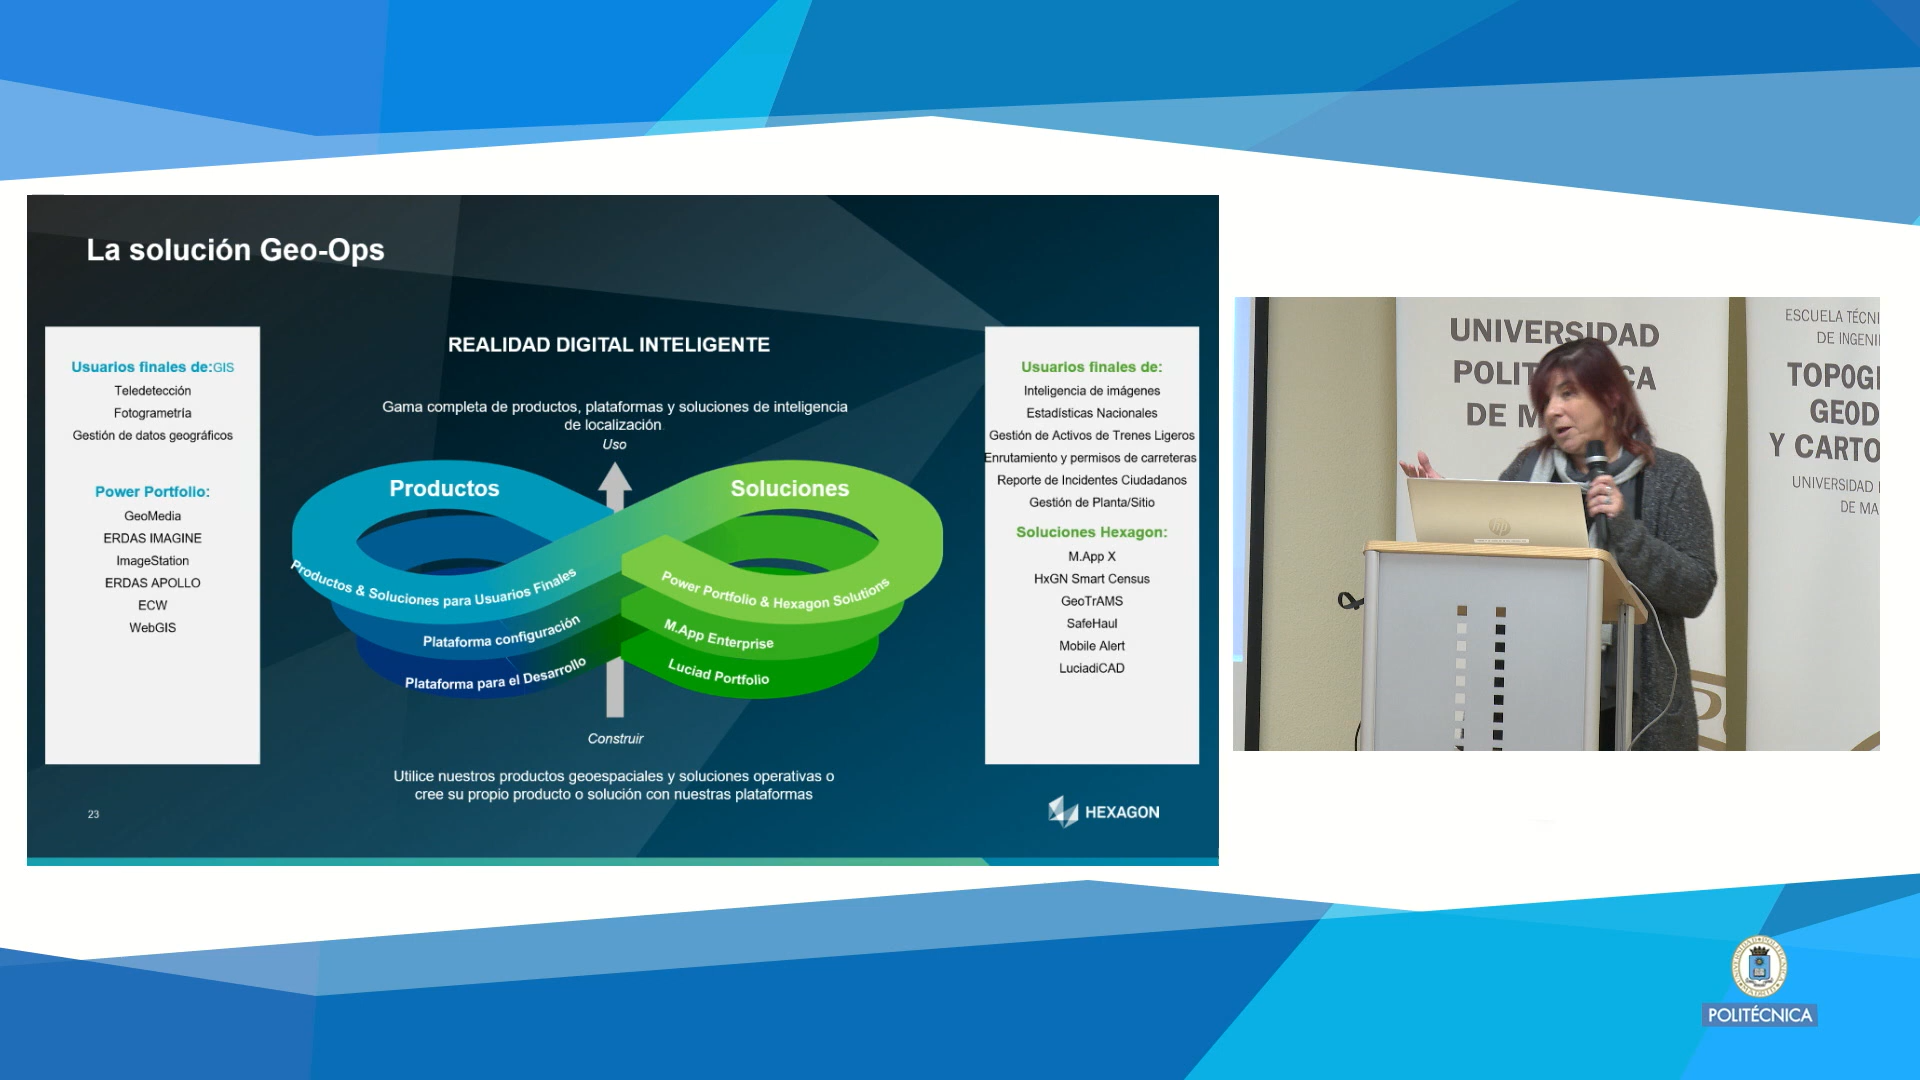 La solución Geo-Ops
Usuarios finales de:GIS
Teledetección
Fotogrametría
Gestión de datos geográficos
Power Portfolio:
GeoMedia
ERDAS IMAGINE
ImageStation
ERDAS APOLLO
ECW
WebGIS
REALIDAD DIGITAL INTELIGENTE
Gama completa de productos, plataformas y soluciones de inteligencia
de localización
Uso
Productos
Soluciones
Productos & Soluciones para Usuarios Finales
Power Portfolio & Hexagon Solutions
Plataforma configuración
M.App Enterprise
Plataforma para el Desarrollo
Luciad Portfolio
Construir
Utilice nuestros productos geoespaciales y soluciones operativas o
cree su propio producto o solución con nuestras plataformas
Usuarios finales de:
Inteligencia de imágenes
Estadísticas Nacionales
Gestión de Activos de Trenes Ligeros
Enrutamiento y permisos de carreteras
Reporte de Incidentes Ciudadanos
Gestión de Planta/Sitio
Soluciones Hexagon:
M.App X
HxGN Smart Census
GeoTrAMS
SafeHaul
Mobile Alert
LuciadiCAD
23
HEXAGON
UNIVERSIDAD
POLIT CA
DE M
ESCUELA TÉCNI
DE INGENI
TOPOGI
GEOD
Y CARTO
UNIVERSIDAD
DE MA
hp
POLITÉCNICA